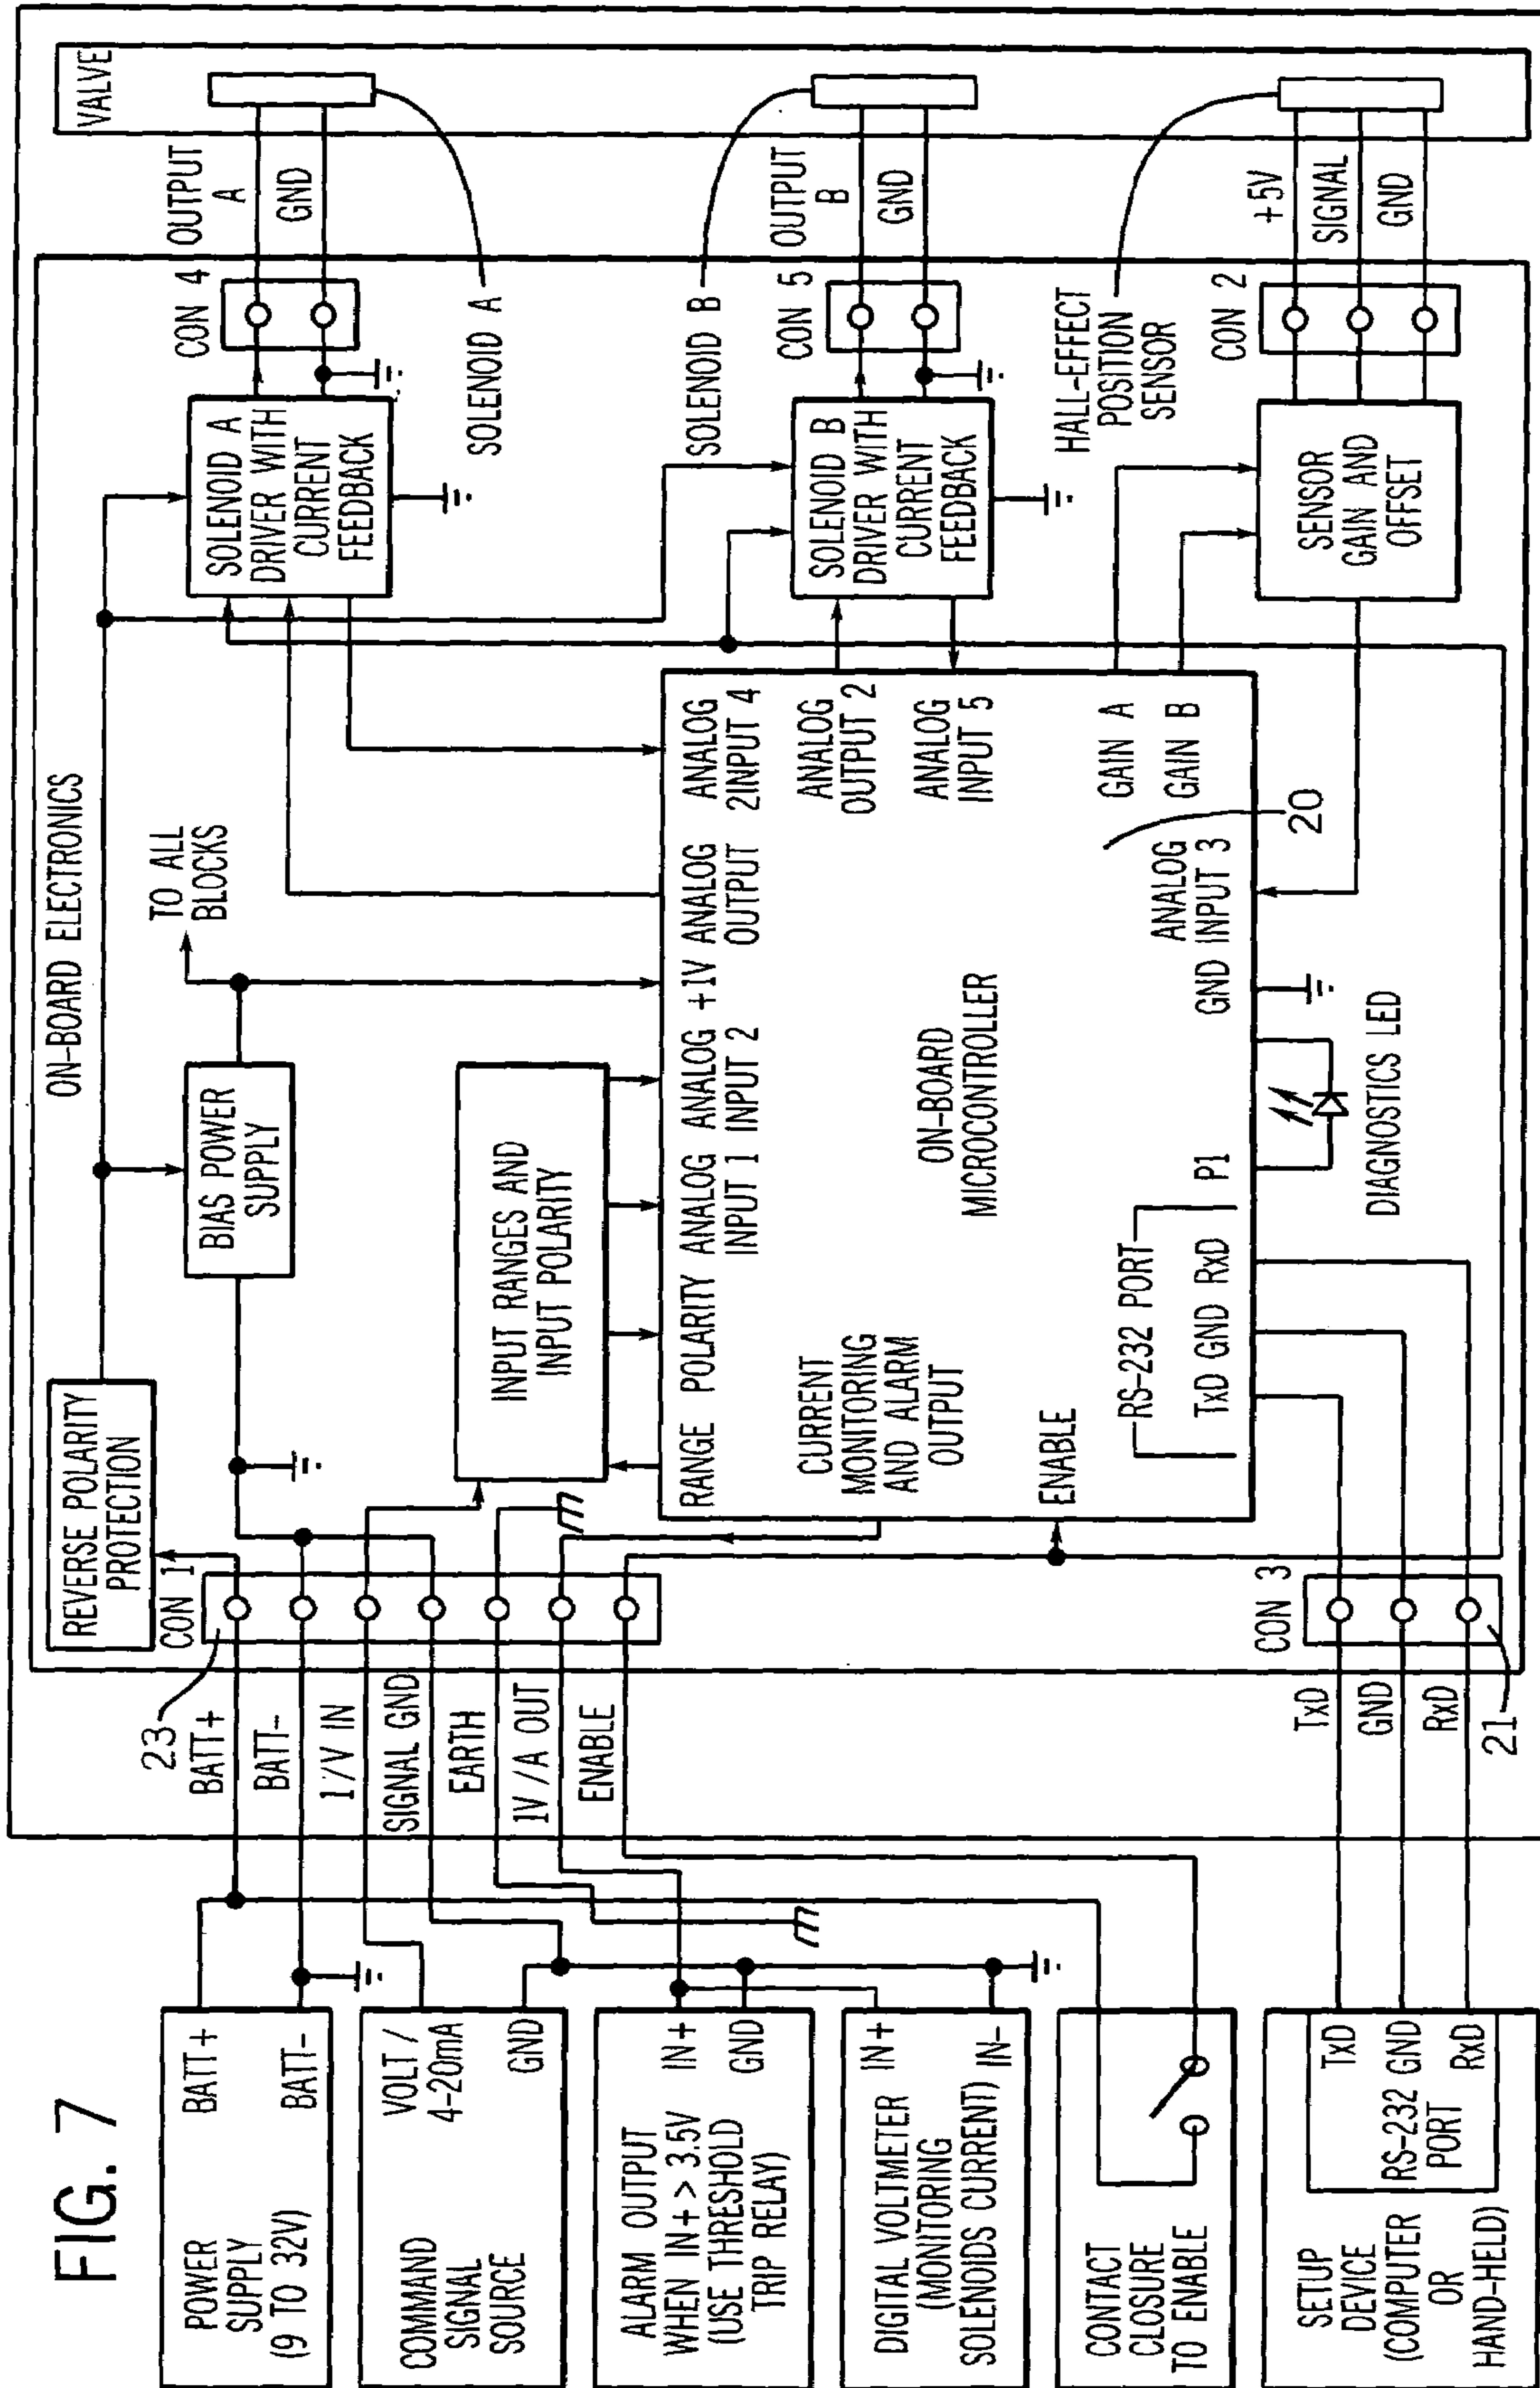 FIG. 7
POWER
SUPPLY
(9 TO 32V)
BATT+
BATT-
COMMAND
SIGNAL
SOURCE
VOLT /
4-20mA
GND
ALARM OUTPUT
WHEN IN+ > 3.5V
(USE THRESHOLD
TRIP RELAY)
IN+
GND
DIGITAL VOLTMETER
(MONITORING
SOLENOIDS CURRENT)
IN+
IN-
CONTACT
CLOSURE
TO ENABLE
SETUP
DEVICE
(COMPUTER
OR
HAND-HELD)
RS-232
PORT
TxD
GND
RxD
23
BATT+
BATT-
1/V IN
SIGNAL GND
EARTH
1V/A OUT
ENABLE
TxD
GND
RxD
21
ON-BOARD ELECTRONICS
REVERSE POLARITY
PROTECTION
CON 1
CON 3
BIAS POWER
SUPPLY
TO ALL
BLOCKS
INPUT RANGES AND
INPUT POLARITY
RANGE
POLARITY
ANALOG
INPUT 1
ANALOG
INPUT 2
+1V
ANALOG
OUTPUT
ANALOG
2INPUT 4
CURRENT
MONITORING
AND ALARM
OUTPUT
ANALOG
OUTPUT 2
ANALOG
INPUT 5
ON-BOARD
MICROCONTROLLER
ENABLE
GAIN A
GAIN B
RS-232 PORT
TxD GND RxD
P1
GND
ANALOG
INPUT 3
20
DIAGNOSTICS LED
SOLENOID A
DRIVER WITH
CURRENT
FEEDBACK
CON 4
OUTPUT
A
GND
SOLENOID A
SOLENOID B
SOLENOID B
DRIVER WITH
CURRENT
FEEDBACK
CON 5
OUTPUT
B
GND
HALL-EFFECT
POSITION
SENSOR
SENSOR
GAIN AND
OFFSET
CON 2
+5V
SIGNAL
GND
VALVE